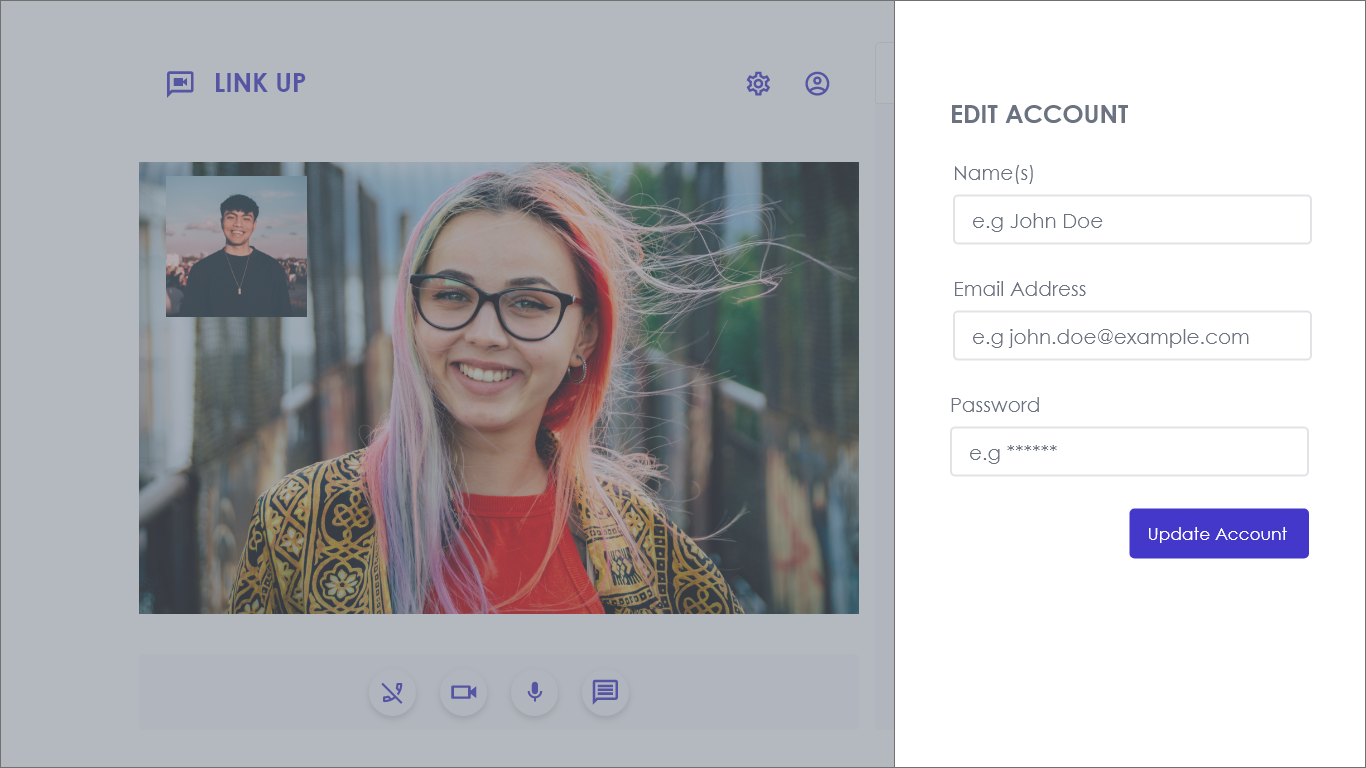 LINK UP
EDIT ACCOUNT
Name(s)
e.g John Doe
Email Address
e.g john.doe@example.com
Password
e.g ******
Update Account